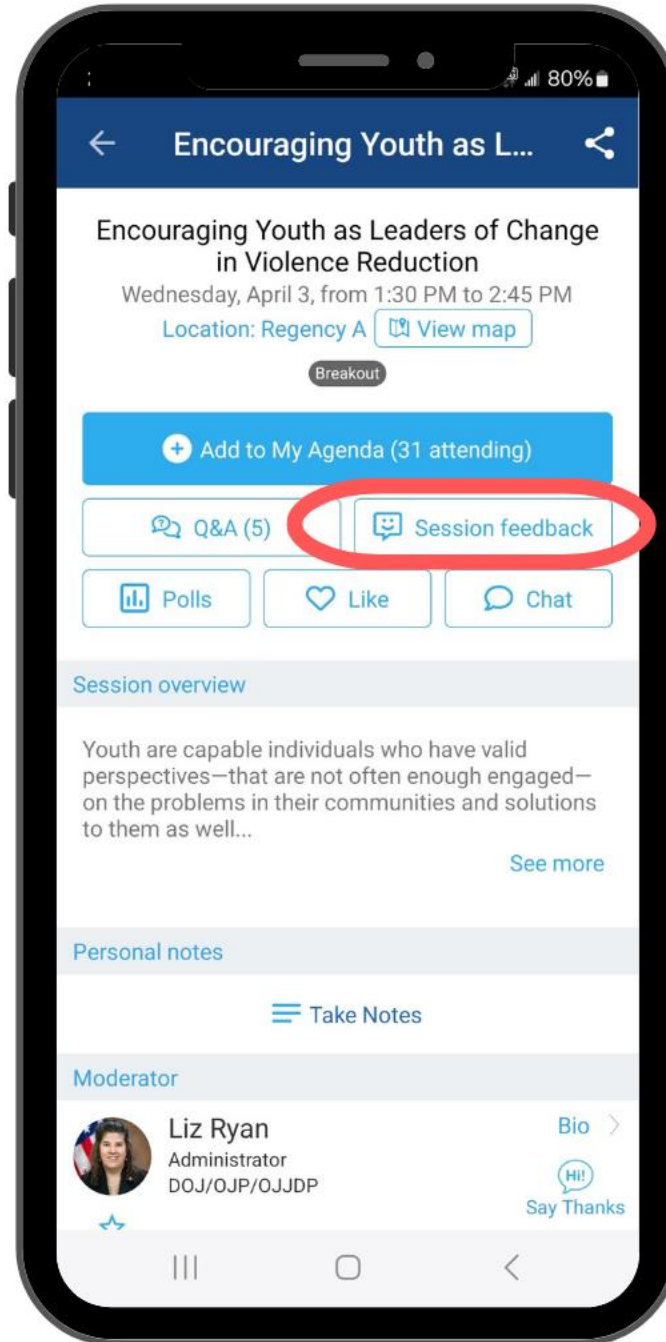 80%
Encouraging Youth as L...
Encouraging Youth as Leaders of Change
in Violence Reduction
Wednesday, April 3, from 1:30 PM to 2:45 PM
Location: Regency A View map
Breakout
Add to My Agenda (31 attending)
Q&A (5) Session feedback
Polls Like Chat
Session overview
Youth are capable individuals who have valid
perspectives—that are not often enough engaged—
on the problems in their communities and solutions
to them as well...
See more
Personal notes
Take Notes
Moderator
Liz Ryan Bio
Administrator
DOJ/OJP/OJJDP
Hi!
Say Thanks